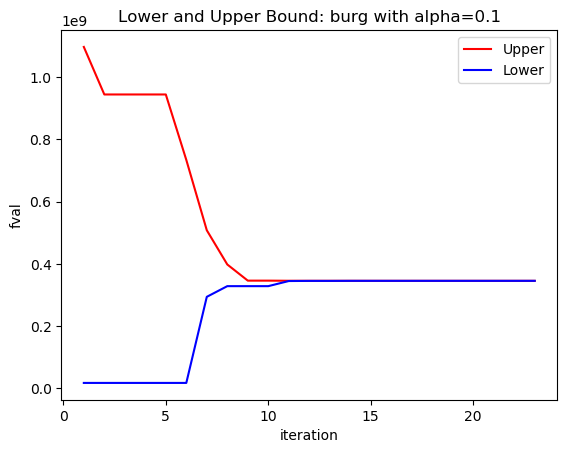 Lower and Upper Bound: burg with alpha=0.1
1e9
Upper
Lower
1.0
0.8
0.6
0.4
0.2
0.0
fval
0 5 10 15 20
iteration